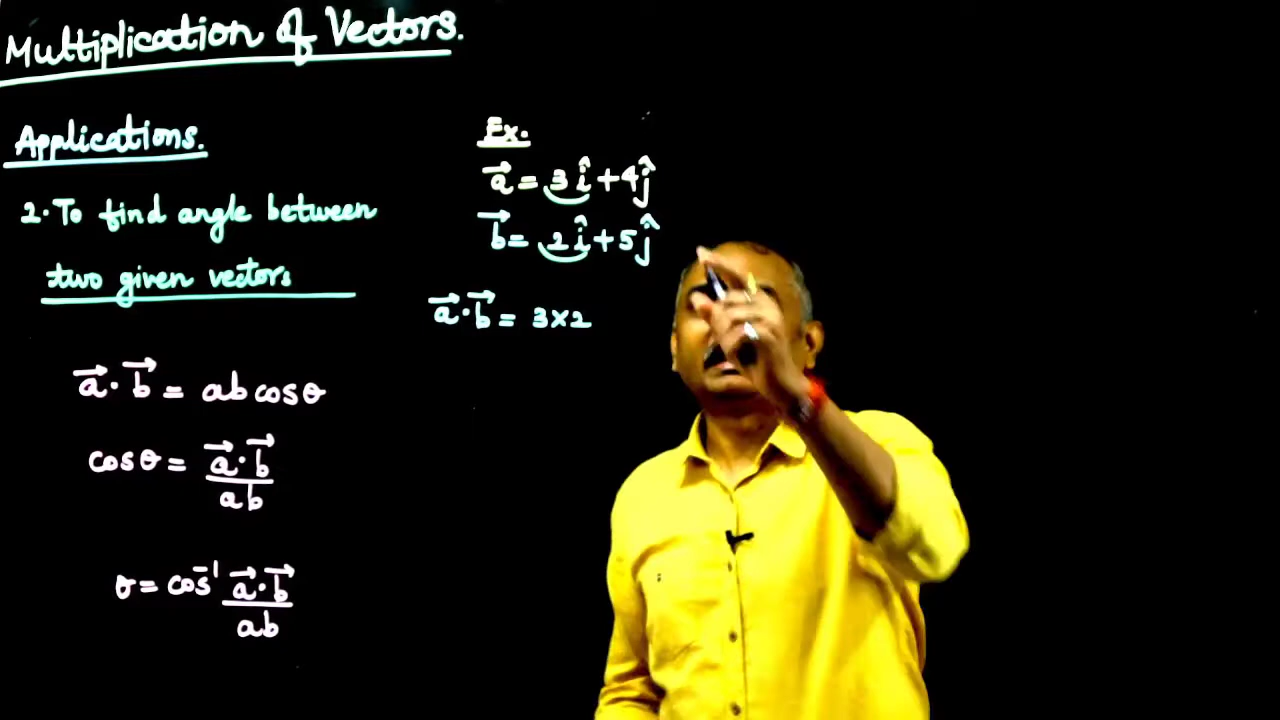 Multiplication of Vectors.
Applications.
2. To find angle between
two given vectors
a⃗·b⃗ = ab cosθ
cosθ = a⃗·b⃗ / ab
θ = cos⁻¹ a⃗·b⃗ / ab
Ex.
a⃗ = 3î + 4ĵ
b⃗ = 2î + 5ĵ
a⃗·b⃗ = 3×2